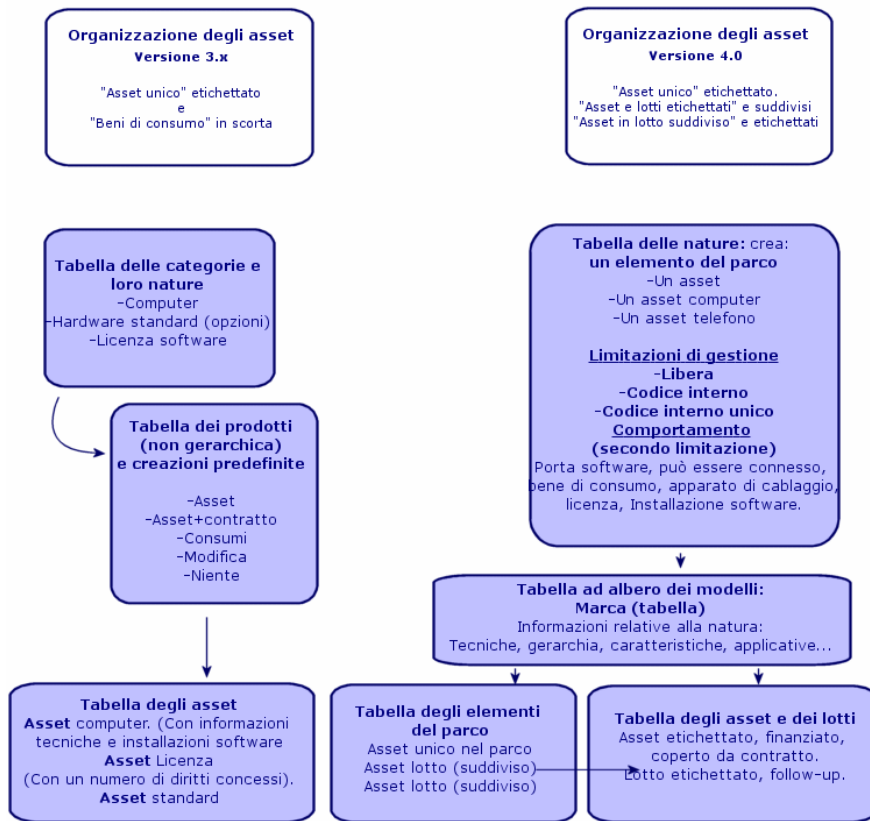 Organizzazione degli asset
Versione 3.x
"Asset unico" etichettato
e
"Beni di consumo" in scorta
Organizzazione degli asset
Versione 4.0
"Asset unico" etichettato.
"Asset e lotti etichettati" e suddivisi
"Asset in lotto suddiviso" e etichettati
Tabella delle categorie e
loro nature
-Computer
-Hardware standard (opzioni)
-Licenza software
Tabella dei prodotti
(non gerarchica)
e creazioni predefinite
-Asset
-Asset+contratto
-Consumi
-Modifica
-Niente
Tabella degli asset
Asset computer. (Con informazioni
tecniche e installazioni software
Asset Licenza
(Con un numero di diritti concessi).
Asset standard
Tabella delle nature: crea:
un elemento del parco
-Un asset
-Un asset computer
-Un asset telefono
Limitazioni di gestione
-Libera
-Codice interno
-Codice interno unico
Comportamento
(secondo limitazione)
Porta software, può essere connesso,
bene di consumo, apparato di cablaggio,
licenza, Installazione software.
Tabella ad albero dei modelli:
Marca (tabella)
Informazioni relative alla natura:
Tecniche, gerarchia, caratteristiche, applicative...
Tabella degli elementi
del parco
Asset unico nel parco
Asset lotto (suddiviso)
Asset lotto (suddiviso)
Tabella degli asset e dei lotti
Asset etichettato, finanziato,
coperto da contratto.
Lotto etichettato, follow-up.